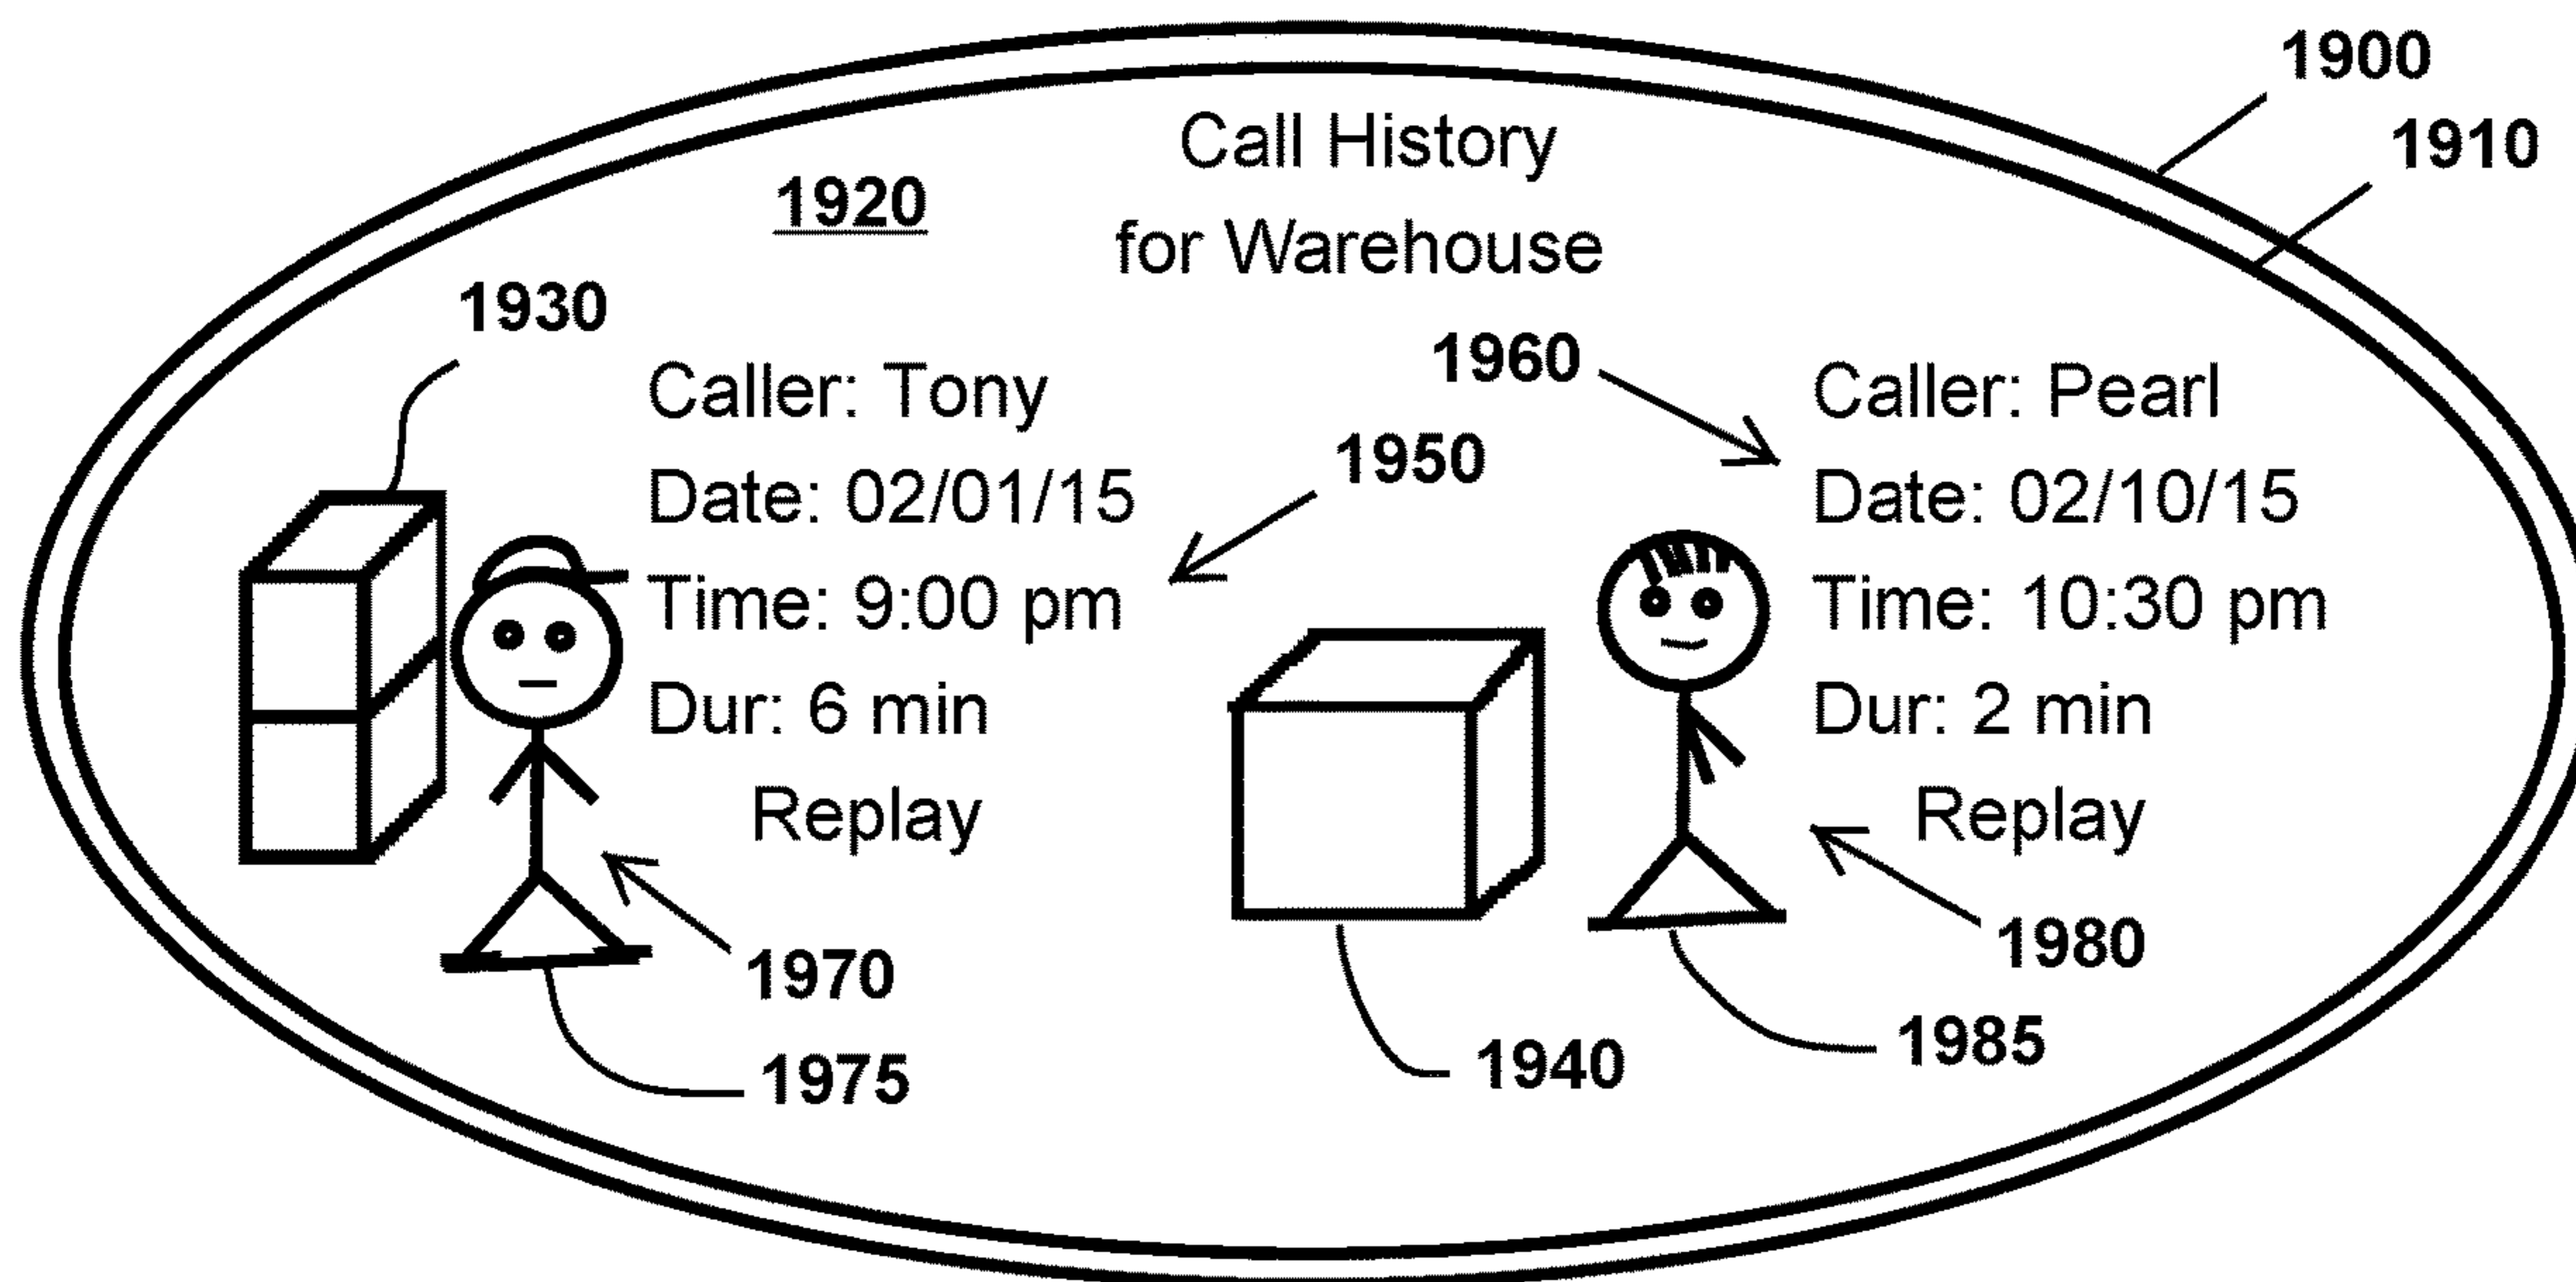 1900
Call History
1910
1920
for Warehouse
1930
1960
Caller: Tony
Date: 02/01/15
Time: 9:00 pm
Dur: 6 min
Replay
1950
Caller: Pearl
Date: 02/10/15
Time: 10:30 pm
Dur: 2 min
Replay
1970
1975
1980
1985
1940